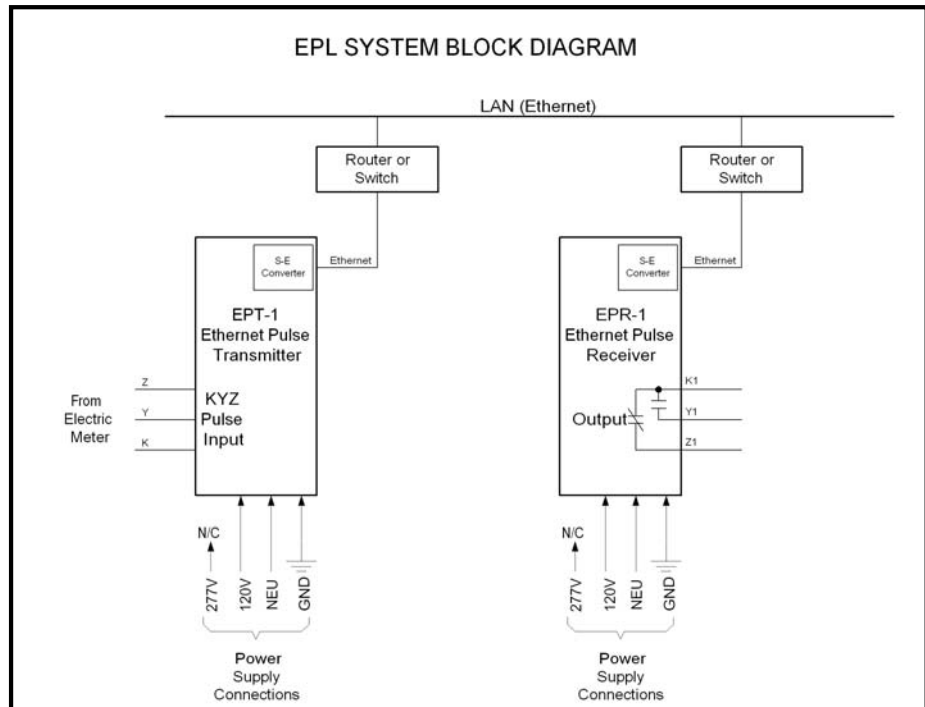 EPL SYSTEM BLOCK DIAGRAM
LAN (Ethernet)
Router or
Switch
Router or
Switch
S-E
Converter
Ethernet
EPT-1
Ethernet Pulse
Transmitter
From
Electric
Meter
Z
Y
K
KYZ
Pulse
Input
N/C
277V
120V
NEU
GND
Power
Supply
Connections
S-E
Converter
Ethernet
EPR-1
Ethernet Pulse
Receiver
Output
K1
Y1
Z1
N/C
277V
120V
NEU
GND
Power
Supply
Connections